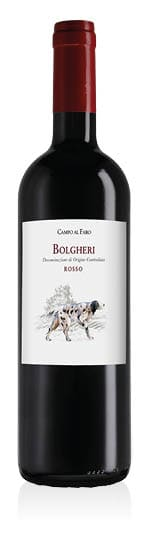 CAMPO AL FARO
BOLGHERI
Denominazione di Origine Controllata
ROSSO